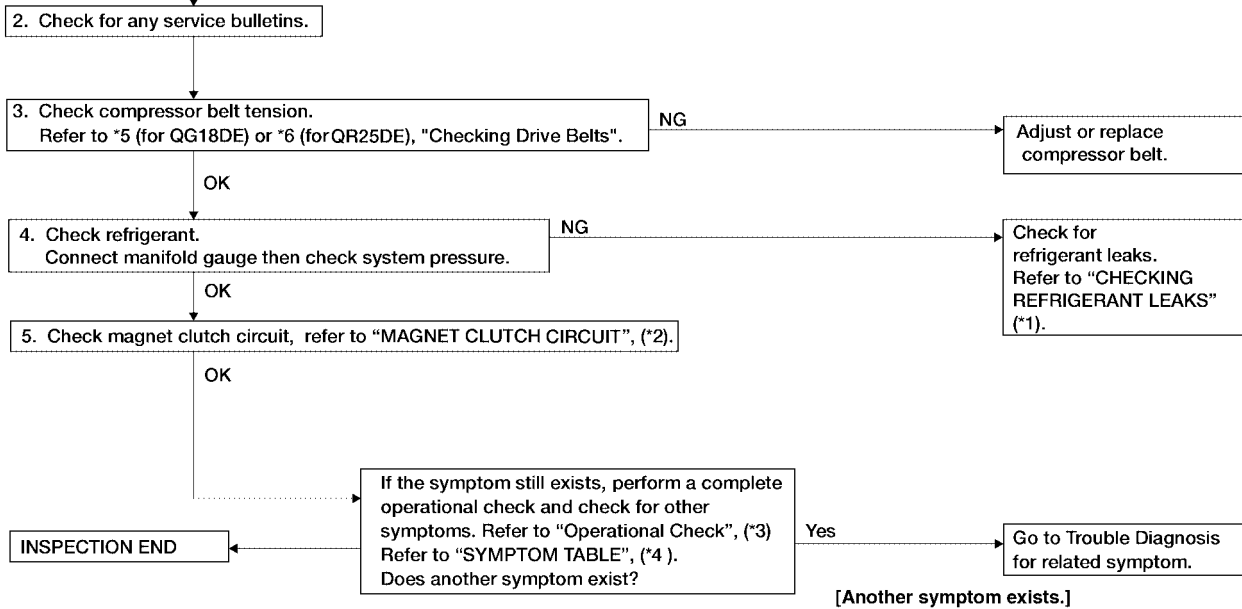 2. Check for any service bulletins.
3. Check compressor belt tension.
Refer to *5 (for QG18DE) or *6 (for QR25DE), "Checking Drive Belts".
NG
Adjust or replace
compressor belt.
OK
4. Check refrigerant.
Connect manifold gauge then check system pressure.
NG
Check for
refrigerant leaks.
Refer to “CHECKING
REFRIGERANT LEAKS”
(*1).
OK
5. Check magnet clutch circuit, refer to “MAGNET CLUTCH CIRCUIT”, (*2).
OK
If the symptom still exists, perform a complete
operational check and check for other
symptoms. Refer to “Operational Check”, (*3)
Refer to “SYMPTOM TABLE”, (*4 ).
Does another symptom exist?
INSPECTION END
Yes
Go to Trouble Diagnosis
for related symptom.
[Another symptom exists.]